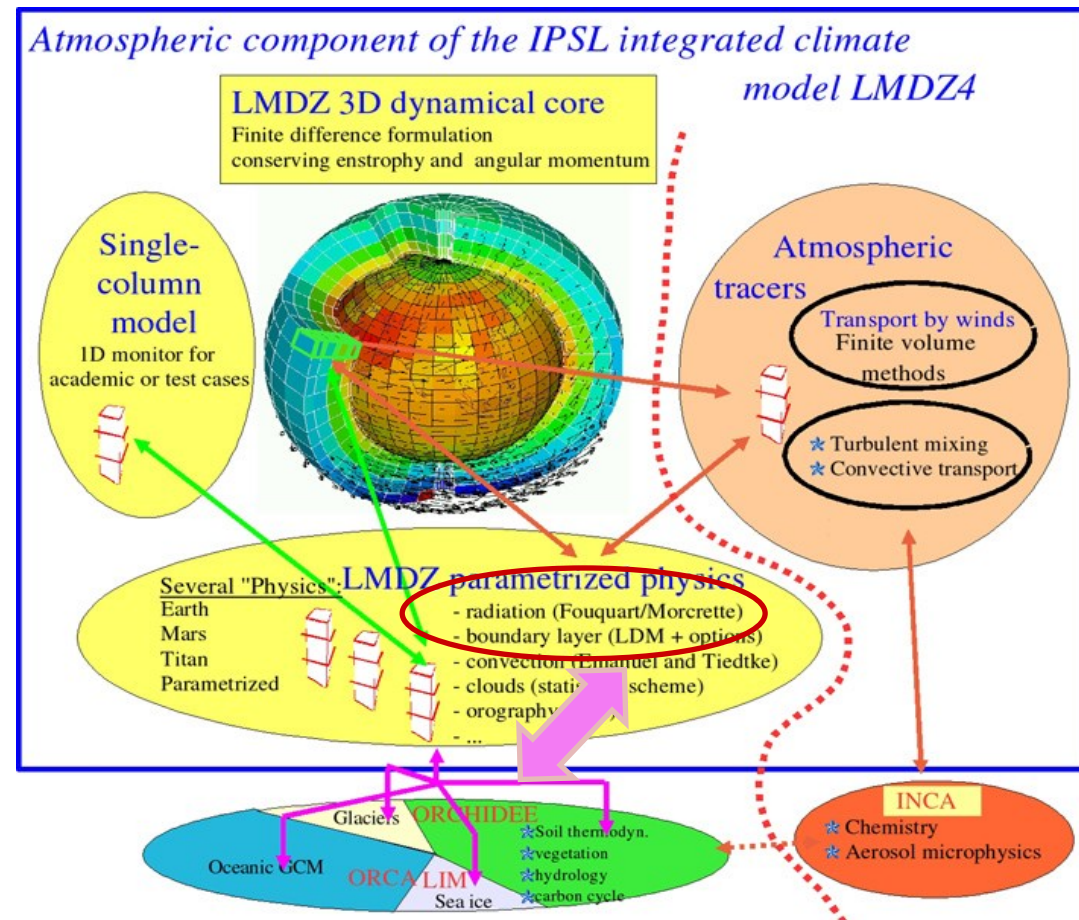 Atmospheric component of the IPSL integrated climate
model LMDZ4
LMDZ 3D dynamical core
Finite difference formulation
conserving enstrophy and angular momentum
Single-
column
model
1D monitor for
academic or test cases
Atmospheric
tracers
Transport by winds
Finite volume
methods
Turbulent mixing
Convective transport
LMDZ parametrized physics
Several "Physics":
Earth
Mars
Titan
Parametrized
- radiation (Fouquart/Morcrette)
- boundary layer (LDM + options)
- convection (Emanuel and Tiedtke)
- clouds ( scheme)
- orography
- ...
Glaciers
ORCHIDEE
Soil thermodyn.
vegetation
hydrology
carbon cycle
Oceanic GCM
ORCA LIM
Sea ice
INCA
Chemistry
Aerosol microphysics